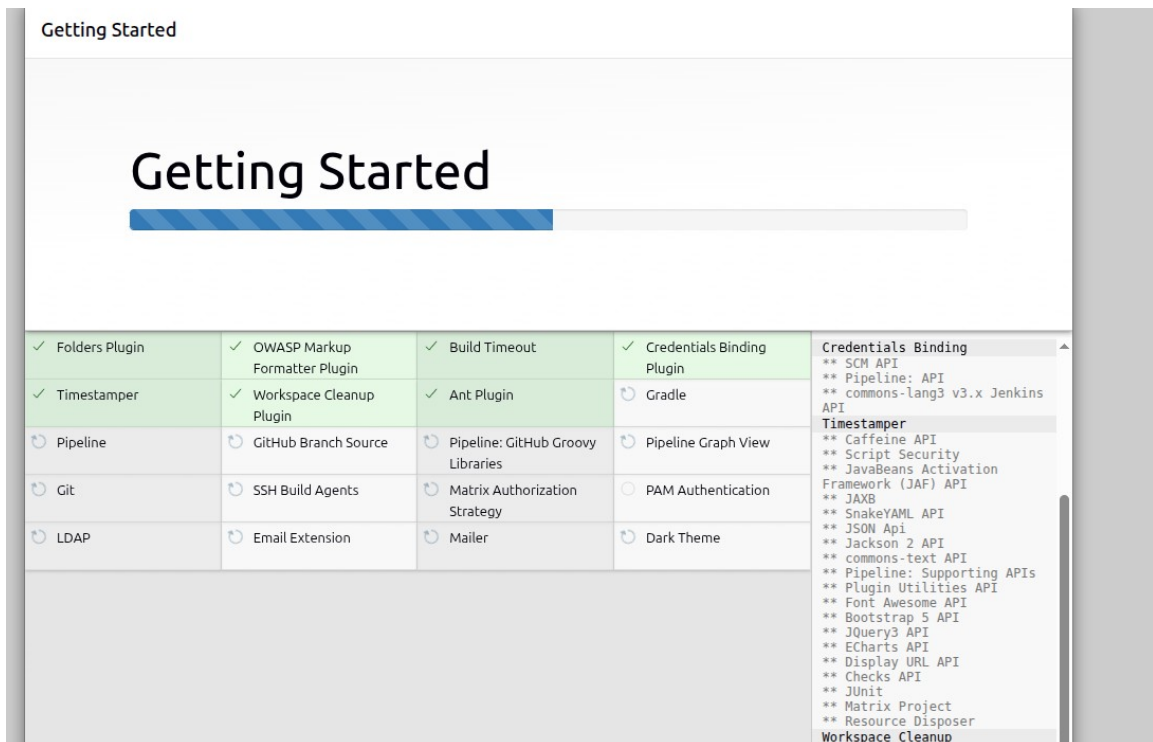 Getting Started
Getting Started
Folders Plugin
OWASP Markup
Formatter Plugin
Build Timeout
Credentials Binding
Plugin
Timestamper
Workspace Cleanup
Plugin
Ant Plugin
Gradle
Pipeline
GitHub Branch Source
Pipeline: GitHub Groovy
Libraries
Pipeline Graph View
Git
SSH Build Agents
Matrix Authorization
Strategy
PAM Authentication
LDAP
Email Extension
Mailer
Dark Theme
Credentials Binding
** SCM API
** Pipeline: API
** commons-lang3 v3.x Jenkins
API
Timestamper
** Caffeine API
** Script Security
** JavaBeans Activation
Framework (JAF) API
** JAXB
** SnakeYAML API
** JSON Api
** Jackson 2 API
** commons-text API
** Pipeline: Supporting APIs
** Plugin Utilities API
** Font Awesome API
** Bootstrap 5 API
** JQuery3 API
** ECharts API
** Display URL API
** Checks API
** JUnit
** Matrix Project
** Resource Disposer
Workspace Cleanup